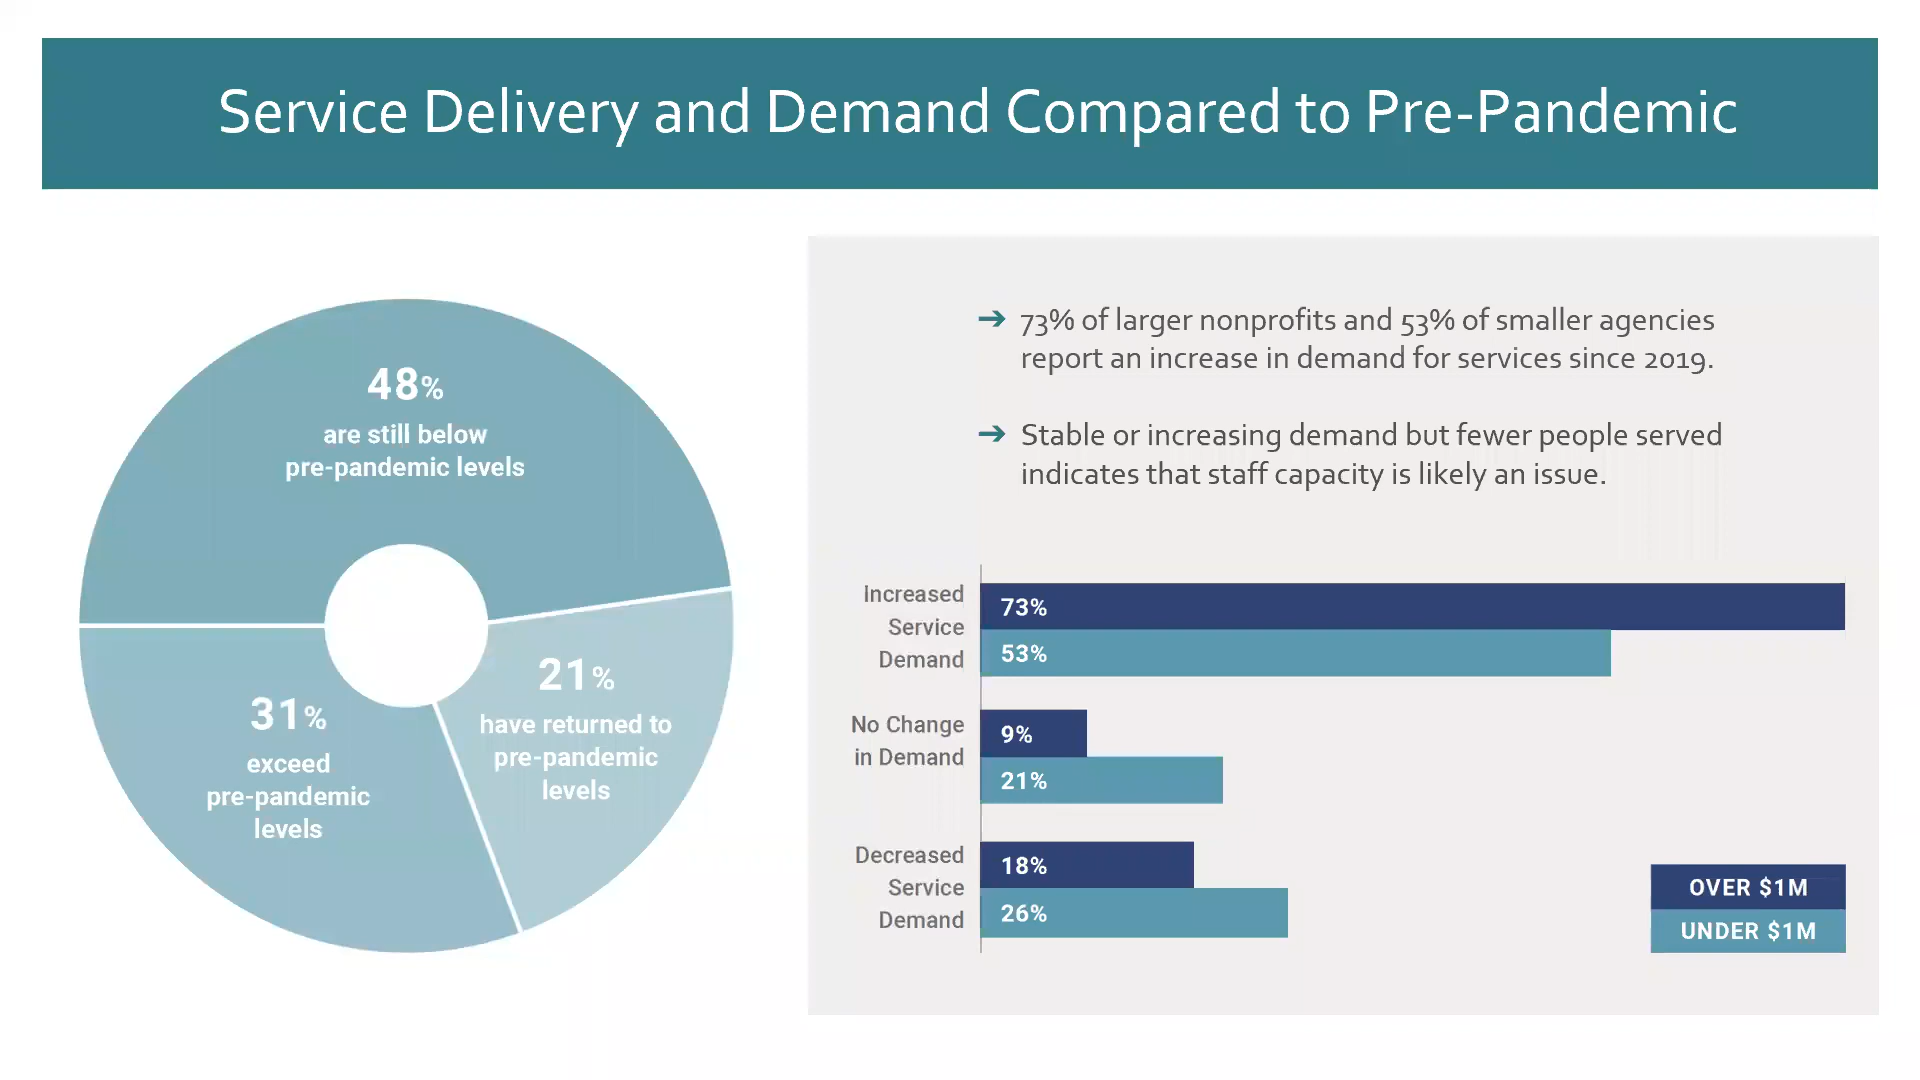 Service Delivery and Demand Compared to Pre-Pandemic
48%
are still below
pre-pandemic levels
21%
have returned to
pre-pandemic
levels
31%
exceed
pre-pandemic
levels
➔ 73% of larger nonprofits and 53% of smaller agencies
report an increase in demand for services since 2019.
➔ Stable or increasing demand but fewer people served
indicates that staff capacity is likely an issue.
Increased
Service
Demand
73%
53%
No Change
in Demand
9%
21%
Decreased
Service
Demand
18%
26%
OVER $1M
UNDER $1M